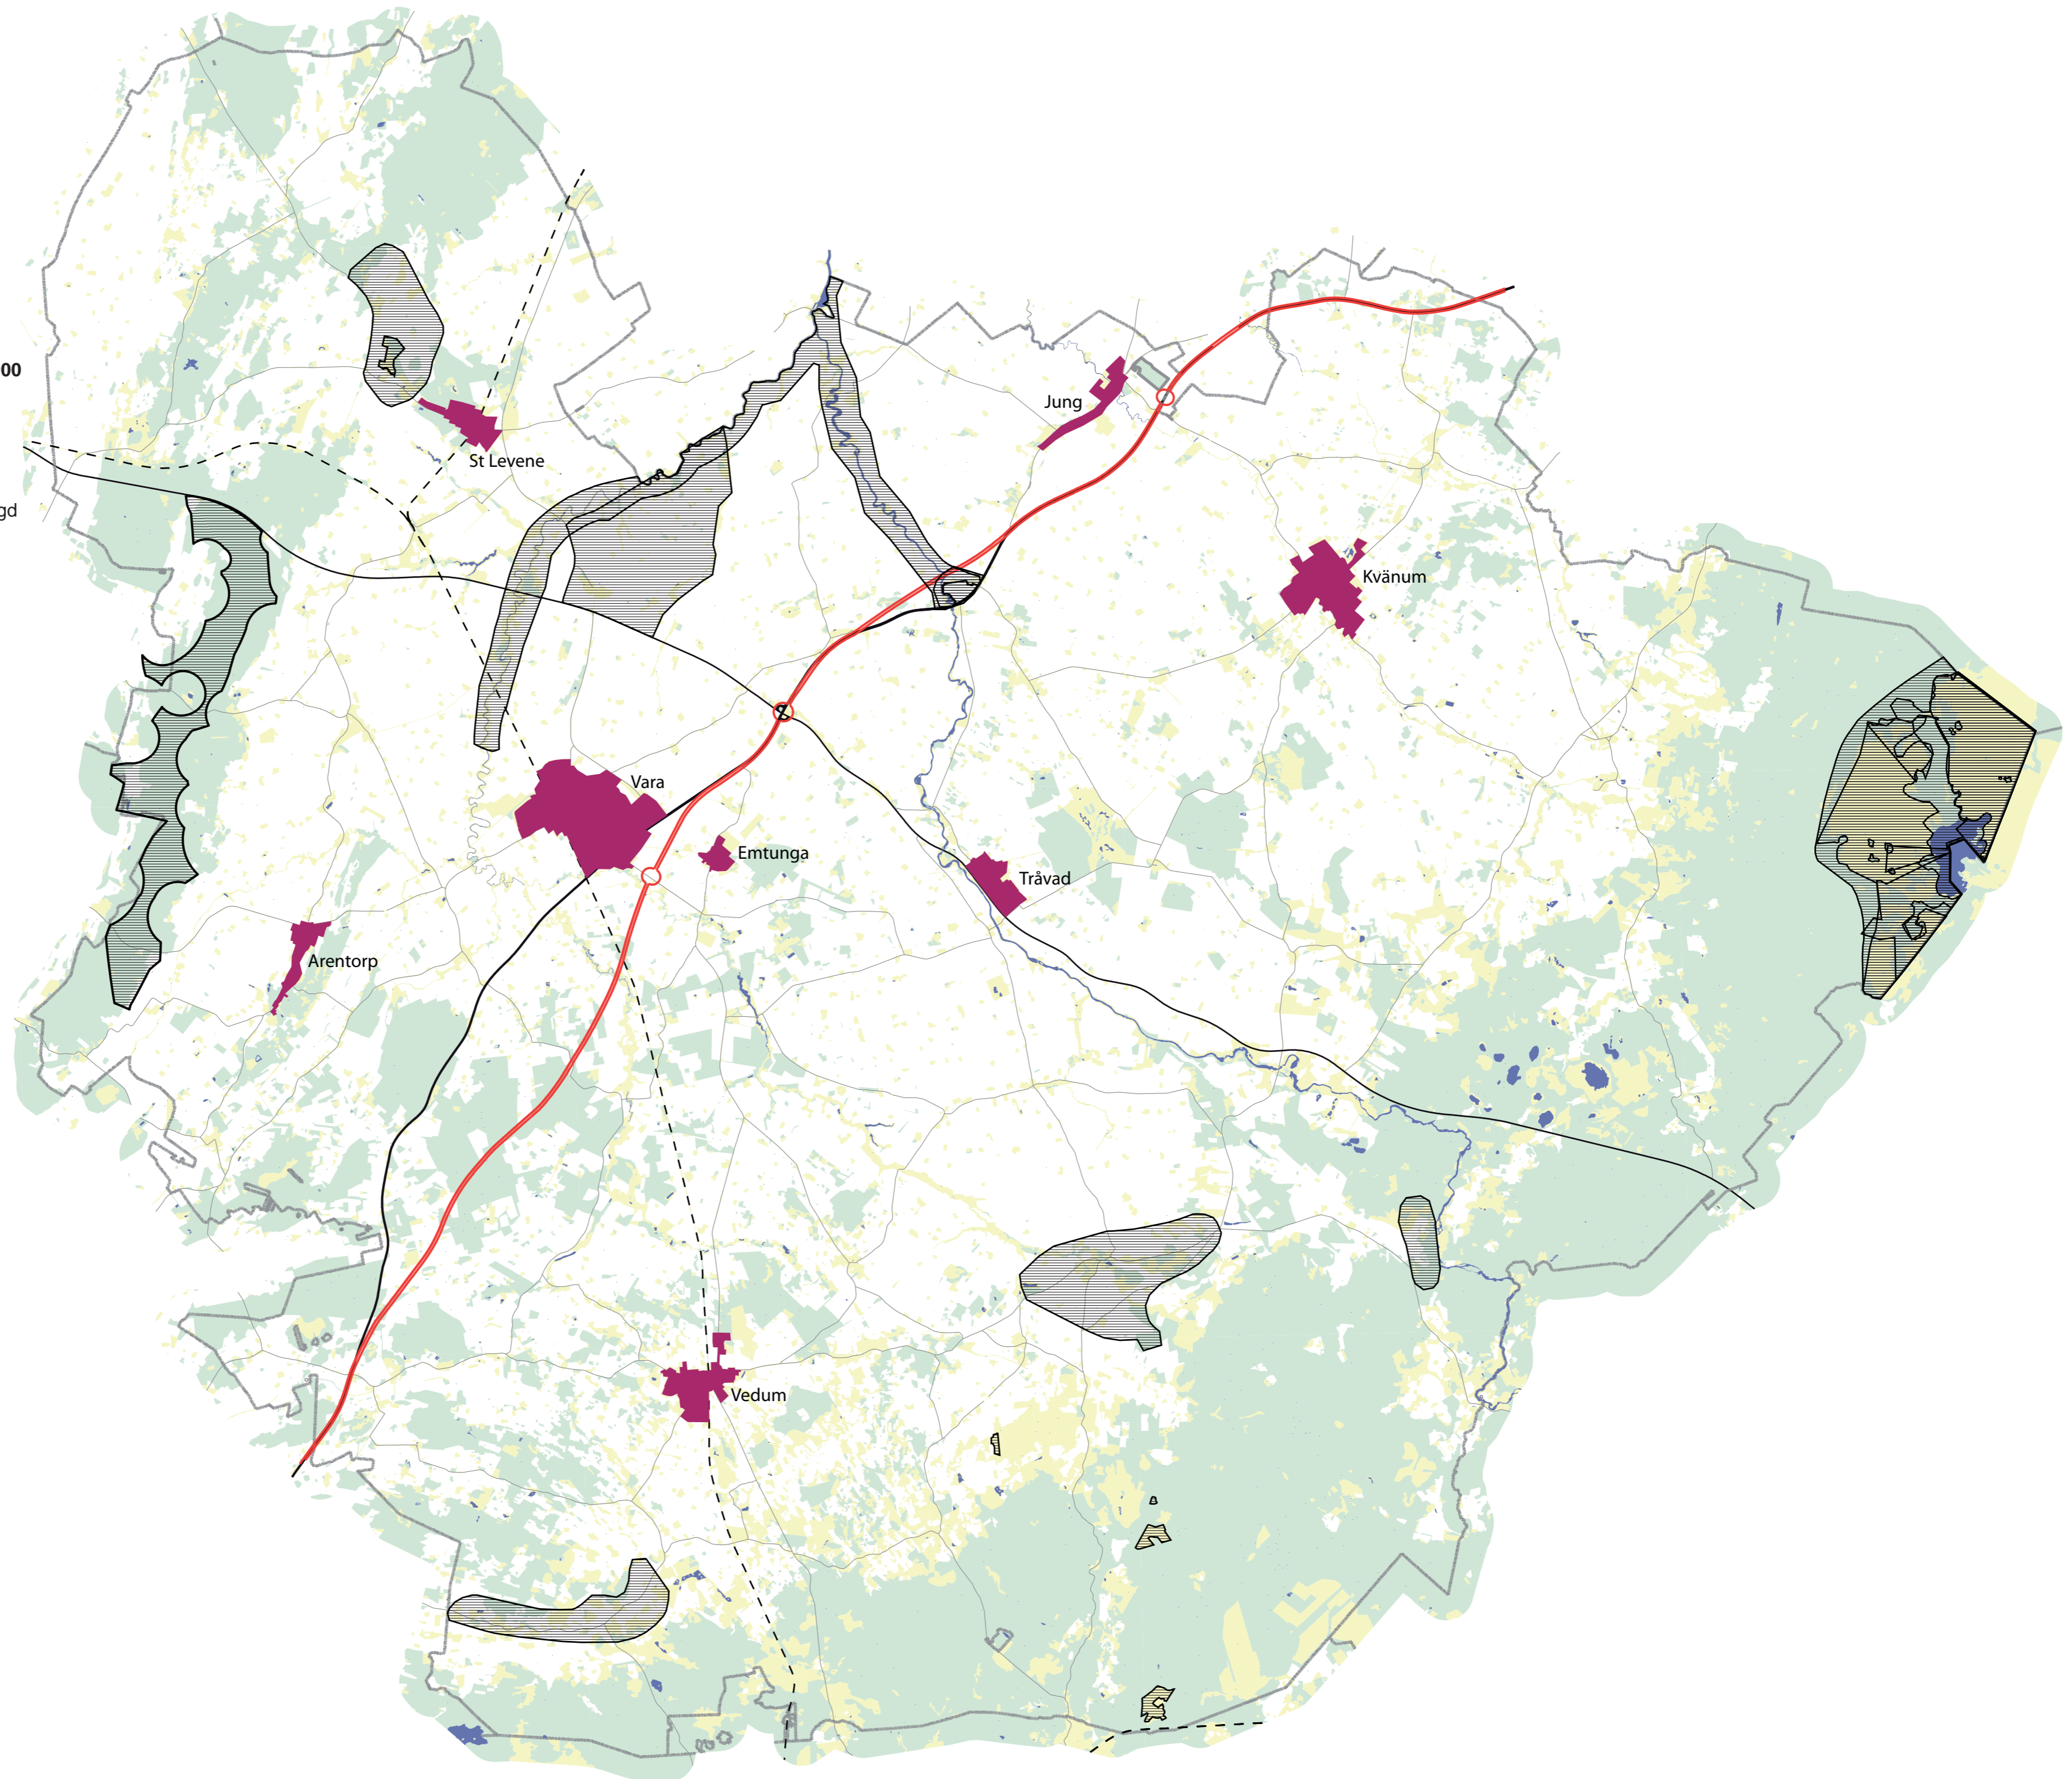 00
gd
St Levene
Jung
Kvänum
Vara
Emtunga
Tråvad
Arentorp
Vedum